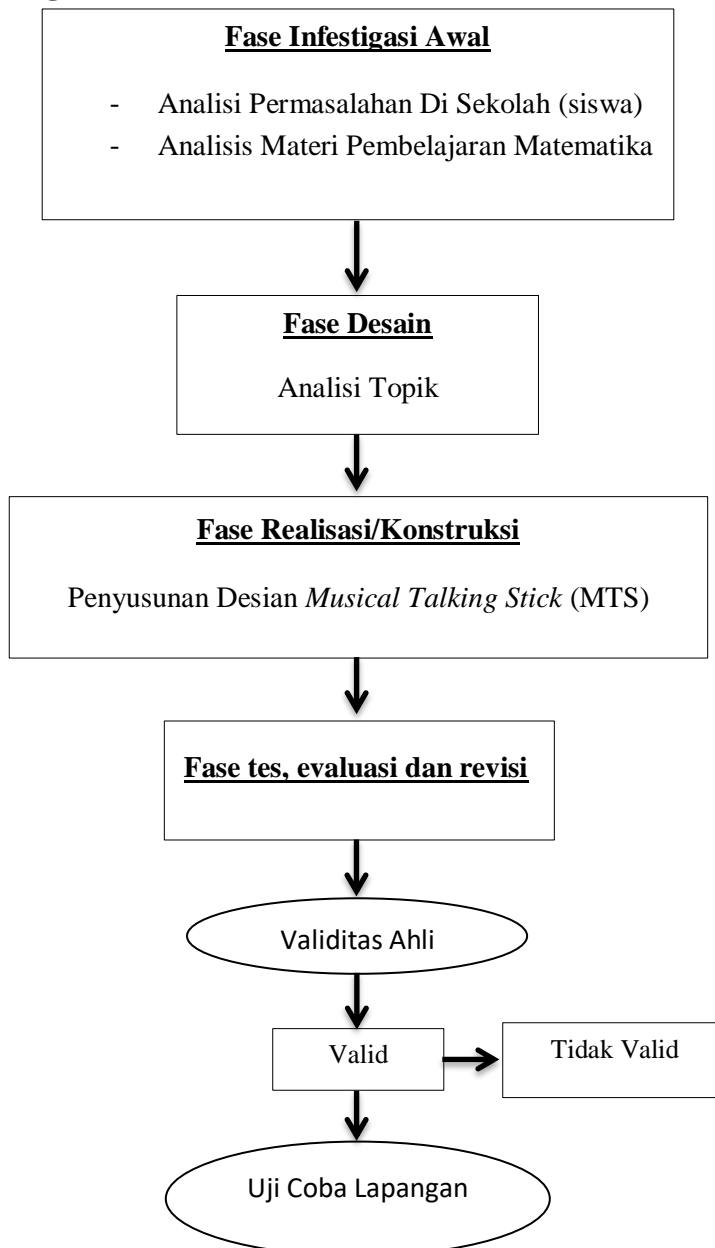 Fase Infestigasi Awal
- Analisi Permasalahan Di Sekolah (siswa)
- Analisis Materi Pembelajaran Matematika
Fase Desain
Analisi Topik
Fase Realisasi/Konstruksi
Penyusunan Desian Musical Talking Stick (MTS)
Fase tes, evaluasi dan revisi
Validitas Ahli
Valid
Tidak Valid
Uji Coba Lapangan